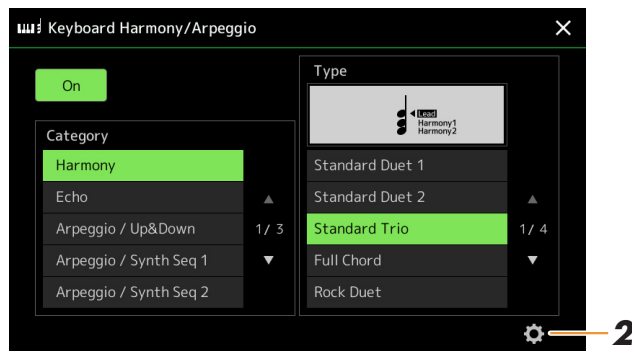 Keyboard Harmony/Arpeggio
On
Category
Harmony
Echo
Arpeggio / Up&Down
Arpeggio / Synth Seq 1
Arpeggio / Synth Seq 2
1/ 3
Type
Lead
Harmony1
Harmony2
Standard Duet 1
Standard Duet 2
Standard Trio
Full Chord
Rock Duet
1/ 4
2